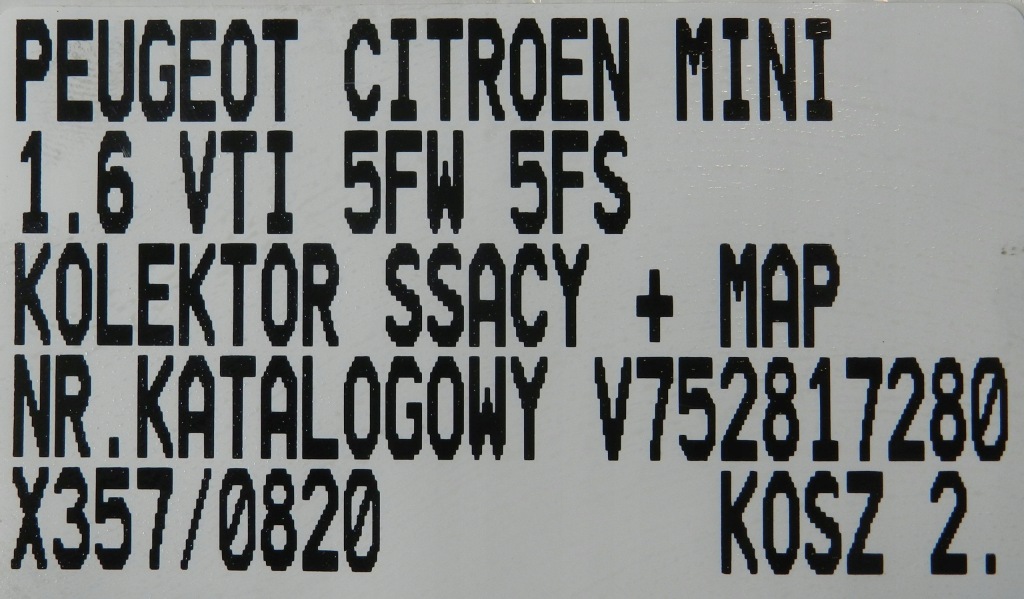 PEUGEOT CITROEN MINI
1.6 VTI 5FW 5FS
KOLEKTOR SSACY + MAP
NR.KATALOGOWY V752817280
X357/0820 KOSZ 2.